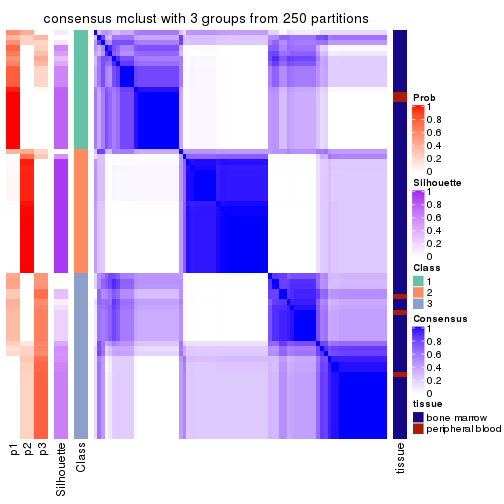 consensus mclust with 3 groups from 250 partitions
Prob
1
0.8
0.6
0.4
0.2
0
Silhouette
1
0.8
0.6
0.4
0.2
0
Class
1
2
3
Consensus
1
0.8
0.6
0.4
0.2
0
tissue
bone marrow
peripheral blood
p1
p2
p3
Silhouette
Class
tissue